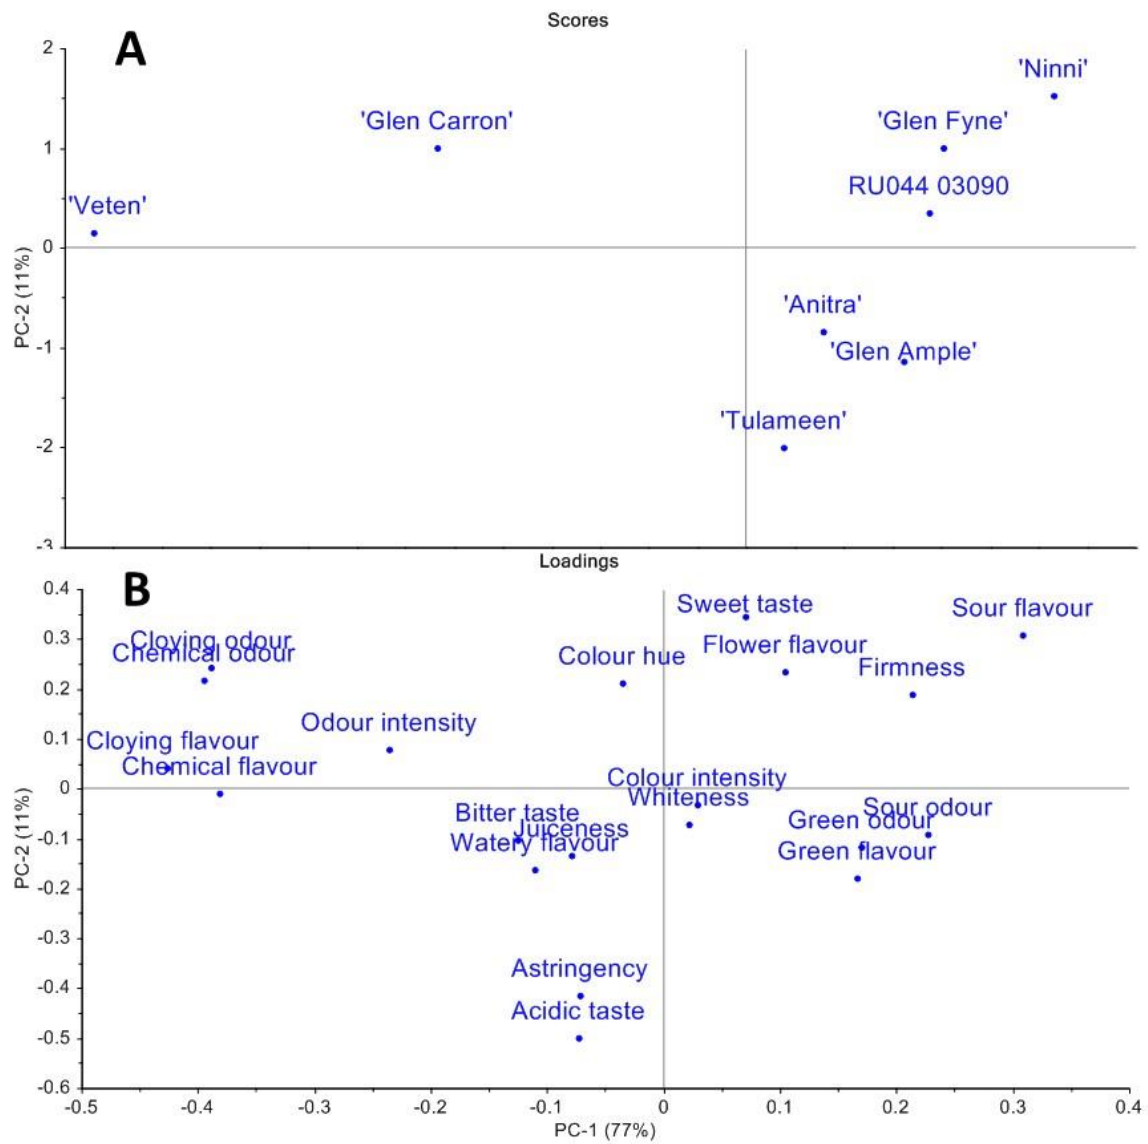 Scores
A
2
'Ninni'
'Glen Carron'
'Glen Fyne'
1
RU044 03090
'Veten'
0
PC-2 (11%)
'Anitra'
-1
'Glen Ample'
'Tulameen'
-2
-3
Loadings
B
0.4
Sweet taste
Sour flavour
0.3
Cloying odour
Flower flavour
Chemical odour
Colour hue
Firmness
0.2
Odour intensity
0.1
Cloying flavour
Chemical flavour
Colour intensity
0
Whiteness
Sour odour
Bitter taste
Green odour
Juiceness
-0.1
Watery flavour
Green flavour
PC-2 (11%)
-0.2
-0.3
Astringency
-0.4
Acidic taste
-0.5
-0.6
-0.5 -0.4 -0.3 -0.2 -0.1 0 0.1 0.2 0.3 0.4
PC-1 (77%)